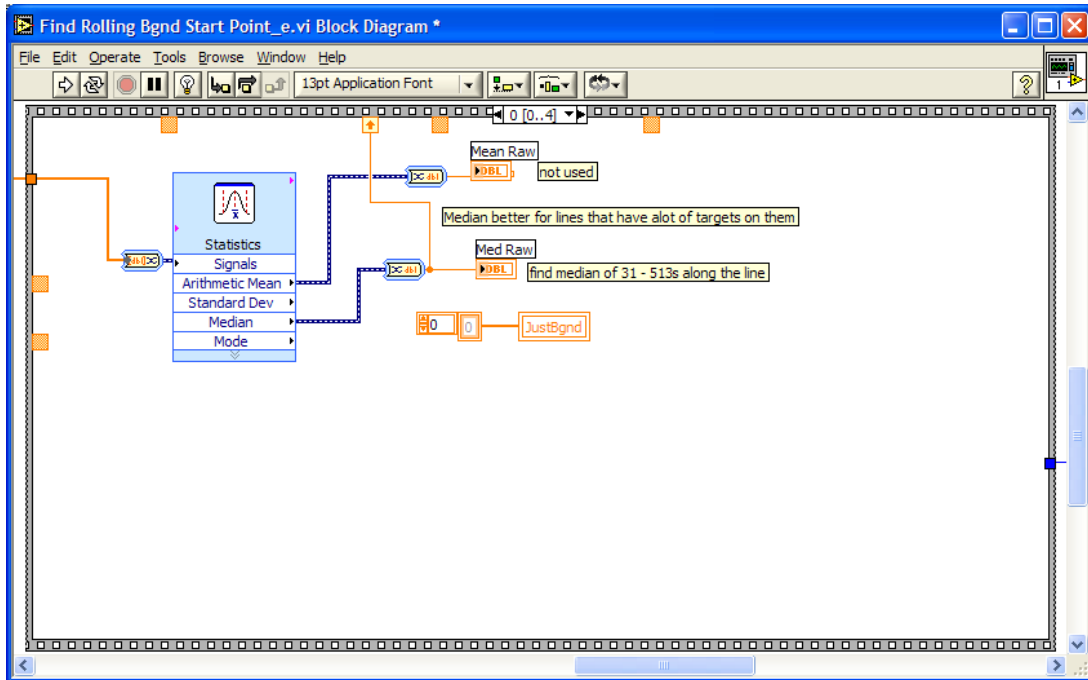 Find Rolling Bgnd Start Point_e.vi Block Diagram *
File Edit Operate Tools Browse Window Help
13pt Application Font
?
1
0 [0..4]
Mean Raw
DBL
not used
Median better for lines that have alot of targets on them
Statistics
Signals
Arithmetic Mean
Standard Dev
Median
Mode
Med Raw
DBL
find median of 31 - 513s along the line
0
0
JustBgnd